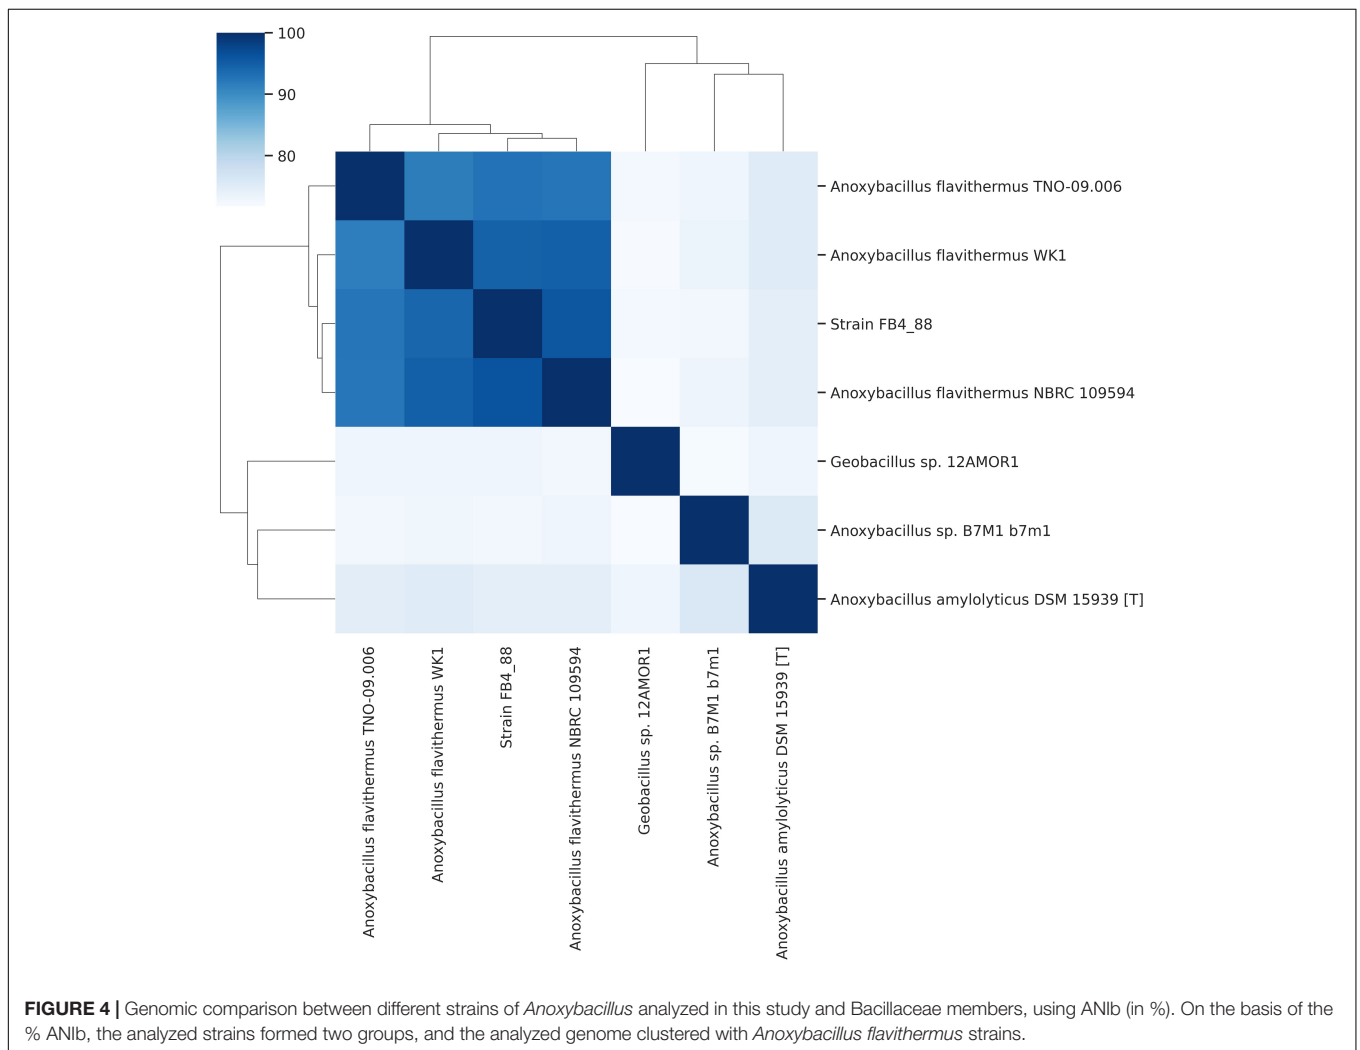 100
90
80
Anoxybacillus flavithermus TNO-09.006
Anoxybacillus flavithermus WK1
Strain FB4_88
Anoxybacillus flavithermus NBRC 109594
Geobacillus sp. 12AMOR1
Anoxybacillus sp. B7M1 b7m1
Anoxybacillus amylolyticus DSM 15939 [T]
Anoxybacillus flavithermus TNO-09.006
Anoxybacillus flavithermus WK1
Strain FB4_88
Anoxybacillus flavithermus NBRC 109594
Geobacillus sp. 12AMOR1
Anoxybacillus sp. B7M1 b7m1
Anoxybacillus amylolyticus DSM 15939 [T]
FIGURE 4 | Genomic comparison between different strains of Anoxybacillus analyzed in this study and Bacillaceae members, using ANIb (in %). On the basis of the
% ANIb, the analyzed strains formed two groups, and the analyzed genome clustered with Anoxybacillus flavithermus strains.